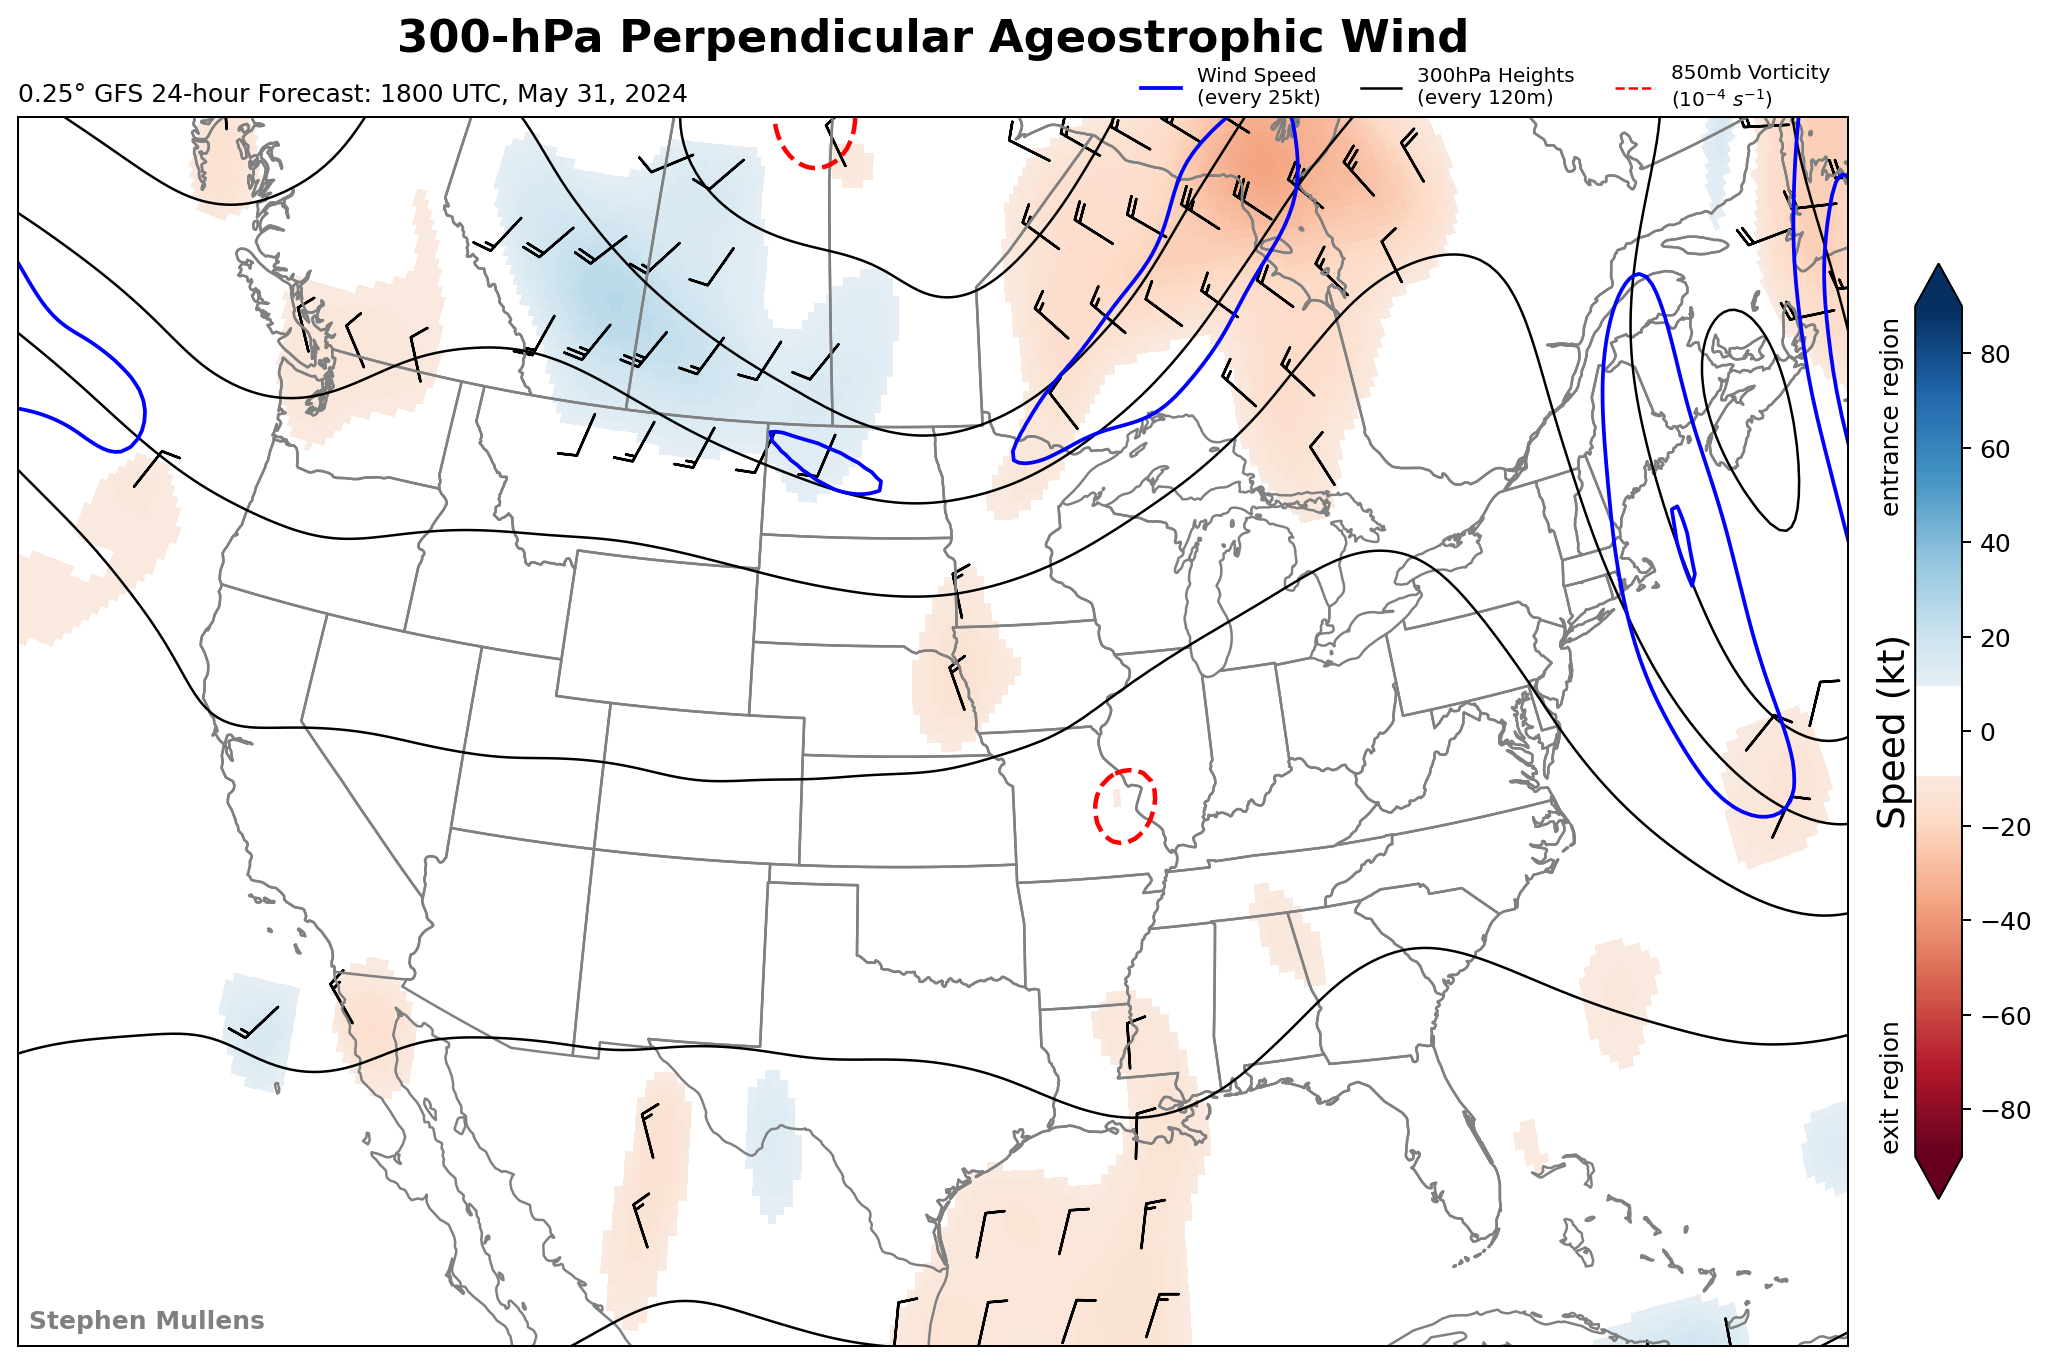 300-hPa Perpendicular Ageostrophic Wind
0.25° GFS 24-hour Forecast: 1800 UTC, May 31, 2024
Wind Speed
(every 25kt)
300hPa Heights
(every 120m)
850mb Vorticity
(10⁻⁴ s⁻¹)
entrance region
Speed (kt)
exit region
80
60
40
20
0
−20
−40
−60
−80
Stephen Mullens